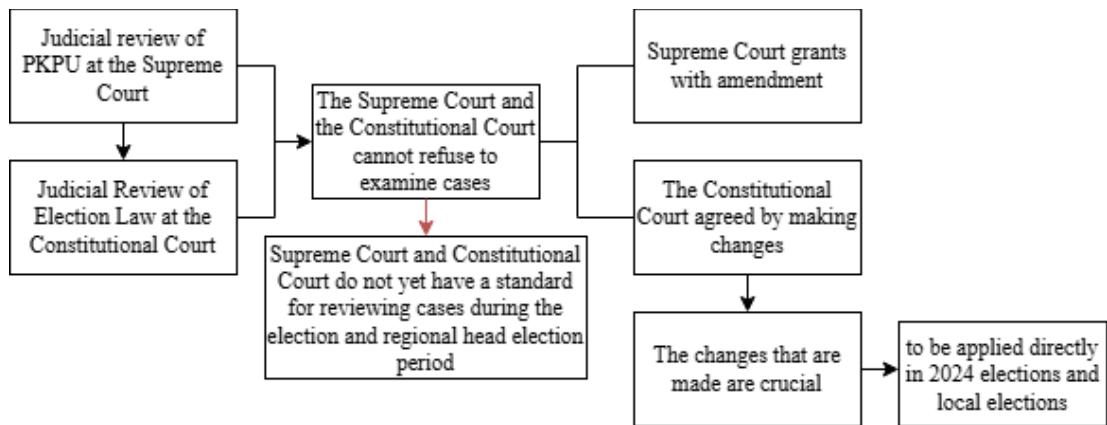 Judicial review of
PKPU at the Supreme
Court
Judicial Review of
Election Law at the
Constitutional Court
The Supreme Court and
the Constitutional Court
cannot refuse to
examine cases
Supreme Court and Constitutional
Court do not yet have a standard
for reviewing cases during the
election and regional head election
period
Supreme Court grants
with amendment
The Constitutional
Court agreed by making
changes
The changes that are
made are crucial
to be applied directly
in 2024 elections and
local elections